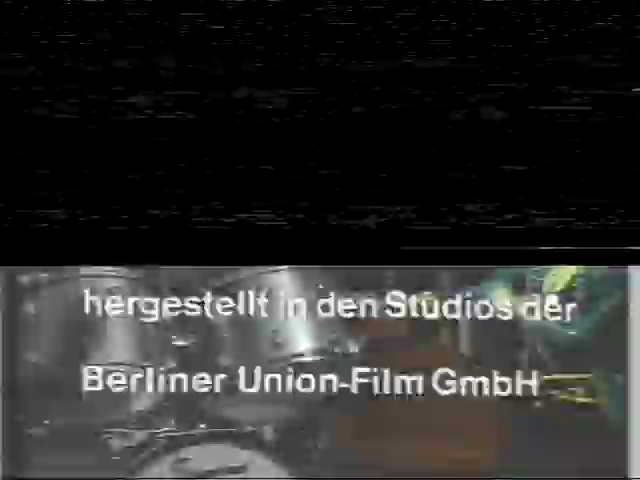 hergestellt in den Studios der
Berliner Union-Film GmbH